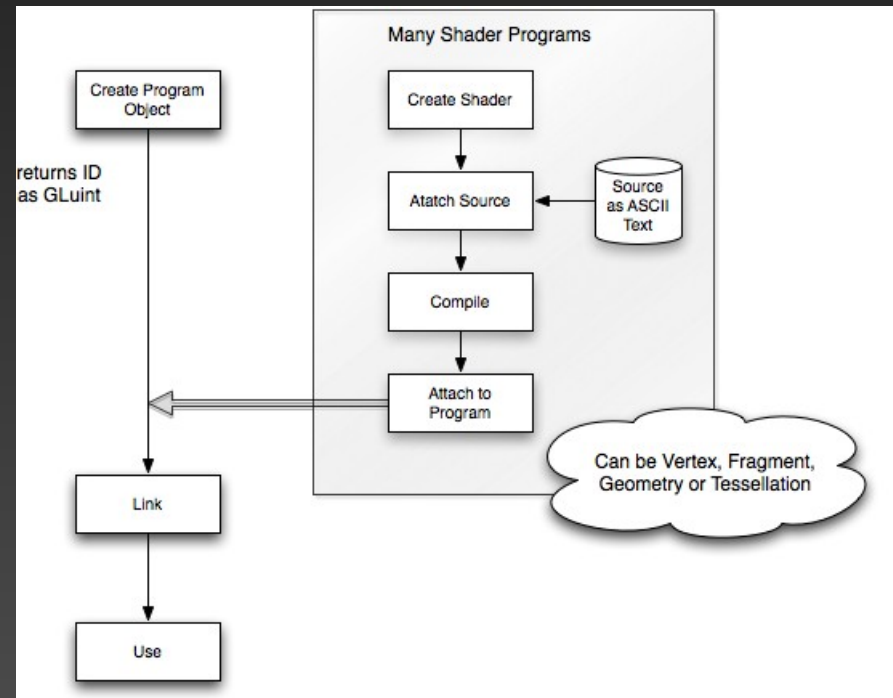 Many Shader Programs
Create Program
Object
Create Shader
returns ID
as GLuint
Atatch Source
Source
as ASCII
Text
Compile
Attach to
Program
Can be Vertex, Fragment,
Geometry or Tessellation
Link
Use